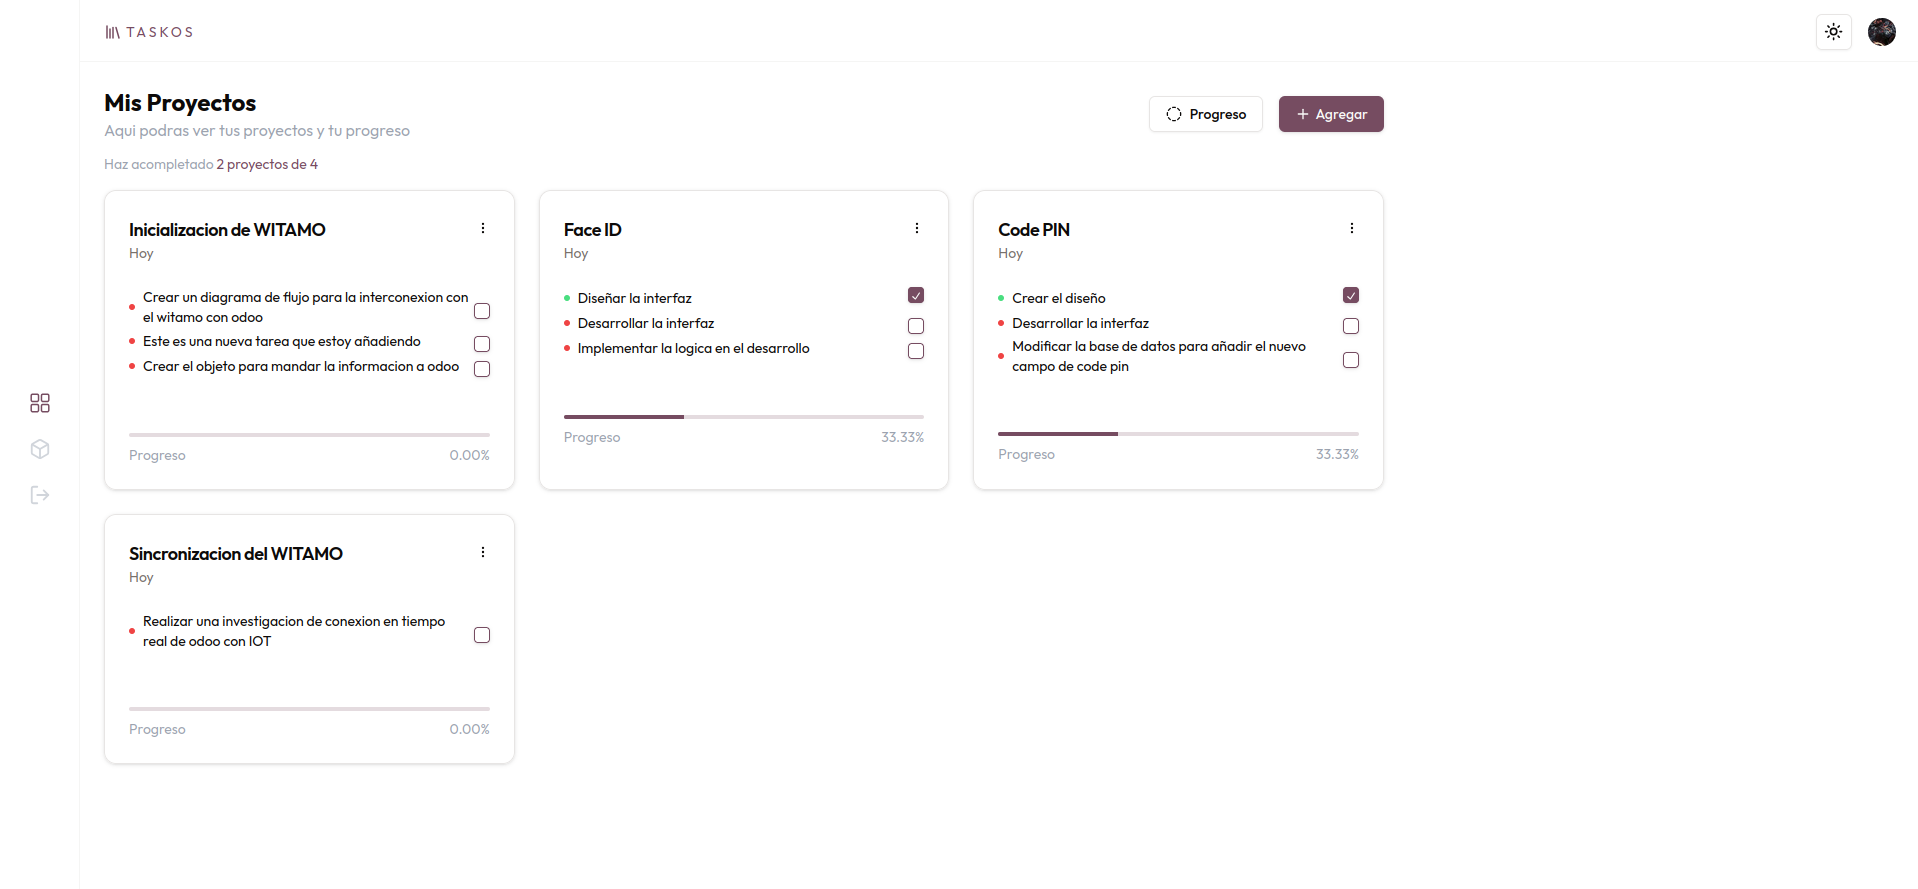 TASKOS
Mis Proyectos
Aqui podras ver tus proyectos y tu progreso
Progreso
Agregar
Haz acompletado 2 proyectos de 4
Inicializacion de WITAMO
Hoy
Crear un diagrama de flujo para la interconexion con
el witamo con odoo
Este es una nueva tarea que estoy añadiendo
Crear el objeto para mandar la informacion a odoo
Progreso 0.00%
Face ID
Hoy
Diseñar la interfaz
Desarrollar la interfaz
Implementar la logica en el desarrollo
Progreso 33.33%
Code PIN
Hoy
Crear el diseño
Desarrollar la interfaz
Modificar la base de datos para añadir el nuevo
campo de code pin
Progreso 33.33%
Sincronizacion del WITAMO
Hoy
Realizar una investigacion de conexion en tiempo
real de odoo con IOT
Progreso 0.00%